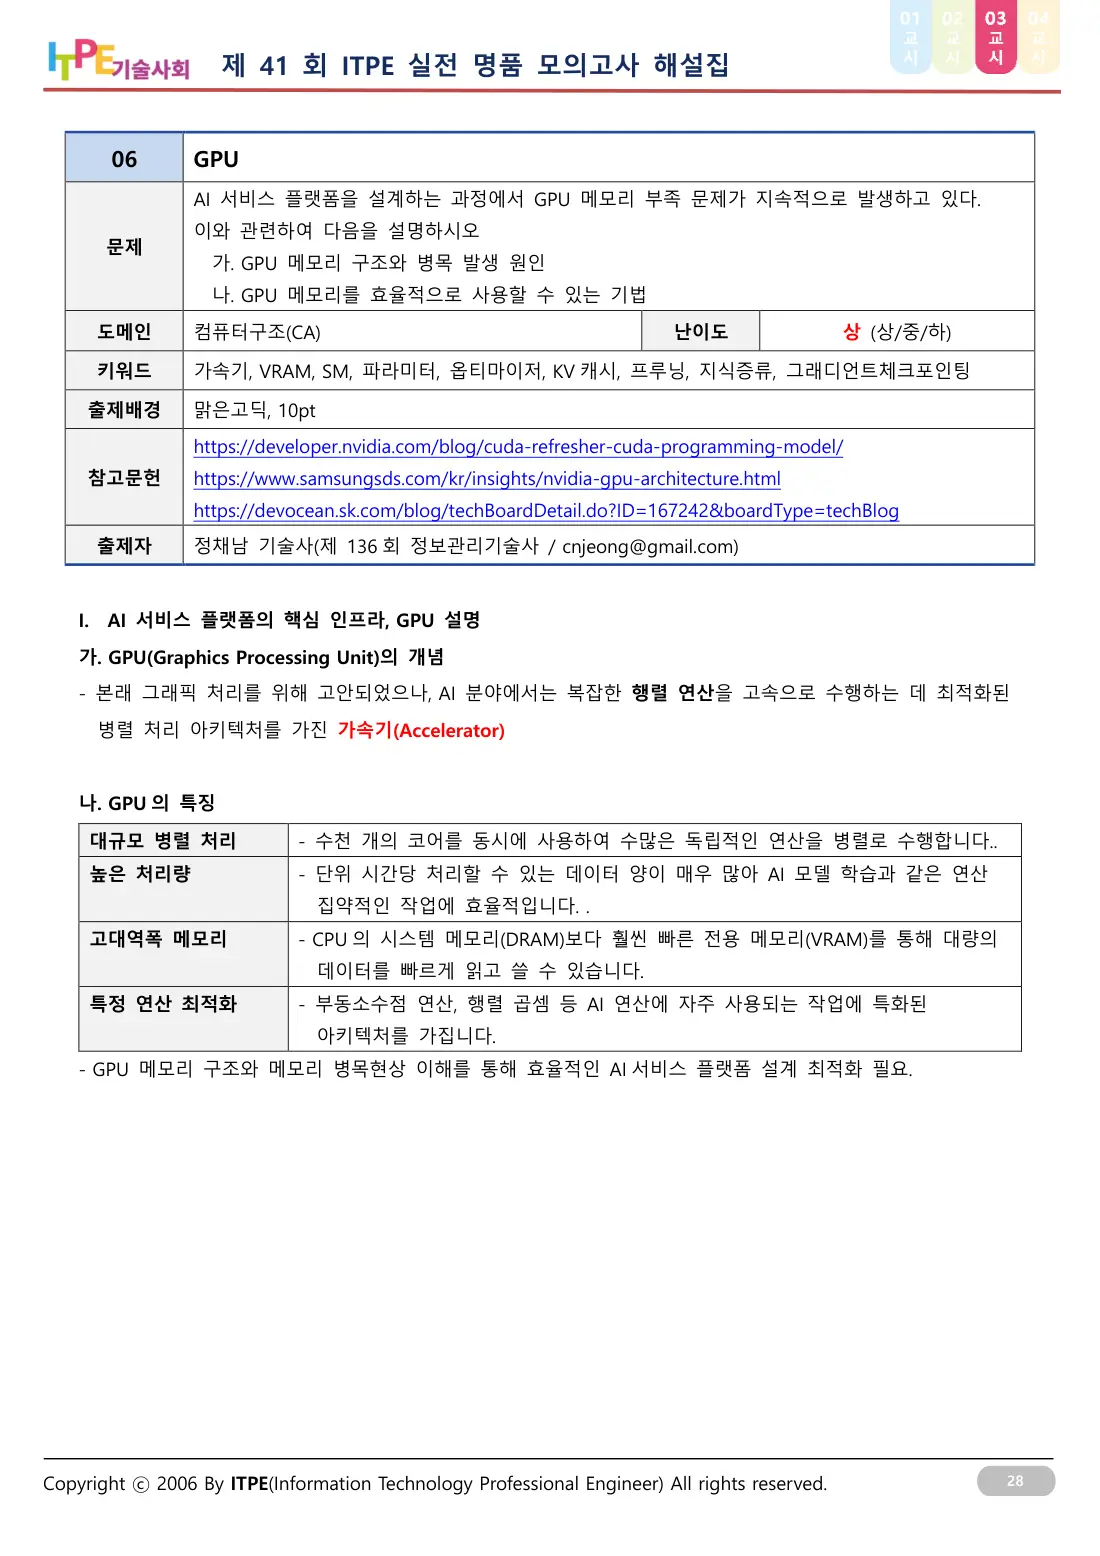 ITPE기술사회 제 41 회 ITPE 실전 명품 모의고사 해설집
01 교시 02 교시 03 교시 04 교시
06 GPU
문제
AI 서비스 플랫폼을 설계하는 과정에서 GPU 메모리 부족 문제가 지속적으로 발생하고 있다.
이와 관련하여 다음을 설명하시오
가. GPU 메모리 구조와 병목 발생 원인
나. GPU 메모리를 효율적으로 사용할 수 있는 기법
도메인 컴퓨터구조(CA) 난이도 상 (상/중/하)
키워드 가속기, VRAM, SM, 파라미터, 옵티마이저, KV 캐시, 프루닝, 지식증류, 그래디언트체크포인팅
출제배경 맑은고딕, 10pt
참고문헌
https://developer.nvidia.com/blog/cuda-refresher-cuda-programming-model/
https://www.samsungsds.com/kr/insights/nvidia-gpu-architecture.html
https://devocean.sk.com/blog/techBoardDetail.do?ID=167242&boardType=techBlog
출제자 정채남 기술사(제 136 회 정보관리기술사 / cnjeong@gmail.com)
I. AI 서비스 플랫폼의 핵심 인프라, GPU 설명
가. GPU(Graphics Processing Unit)의 개념
- 본래 그래픽 처리를 위해 고안되었으나, AI 분야에서는 복잡한 행렬 연산을 고속으로 수행하는 데 최적화된
병렬 처리 아키텍처를 가진 가속기(Accelerator)
나. GPU 의 특징
대규모 병렬 처리 - 수천 개의 코어를 동시에 사용하여 수많은 독립적인 연산을 병렬로 수행합니다..
높은 처리량 - 단위 시간당 처리할 수 있는 데이터 양이 매우 많아 AI 모델 학습과 같은 연산
집약적인 작업에 효율적입니다. .
고대역폭 메모리 - CPU 의 시스템 메모리(DRAM)보다 훨씬 빠른 전용 메모리(VRAM)를 통해 대량의
데이터를 빠르게 읽고 쓸 수 있습니다.
특정 연산 최적화 - 부동소수점 연산, 행렬 곱셈 등 AI 연산에 자주 사용되는 작업에 특화된
아키텍처를 가집니다.
- GPU 메모리 구조와 메모리 병목현상 이해를 통해 효율적인 AI 서비스 플랫폼 설계 최적화 필요.
Copyright ⓒ 2006 By ITPE(Information Technology Professional Engineer) All rights reserved.
28